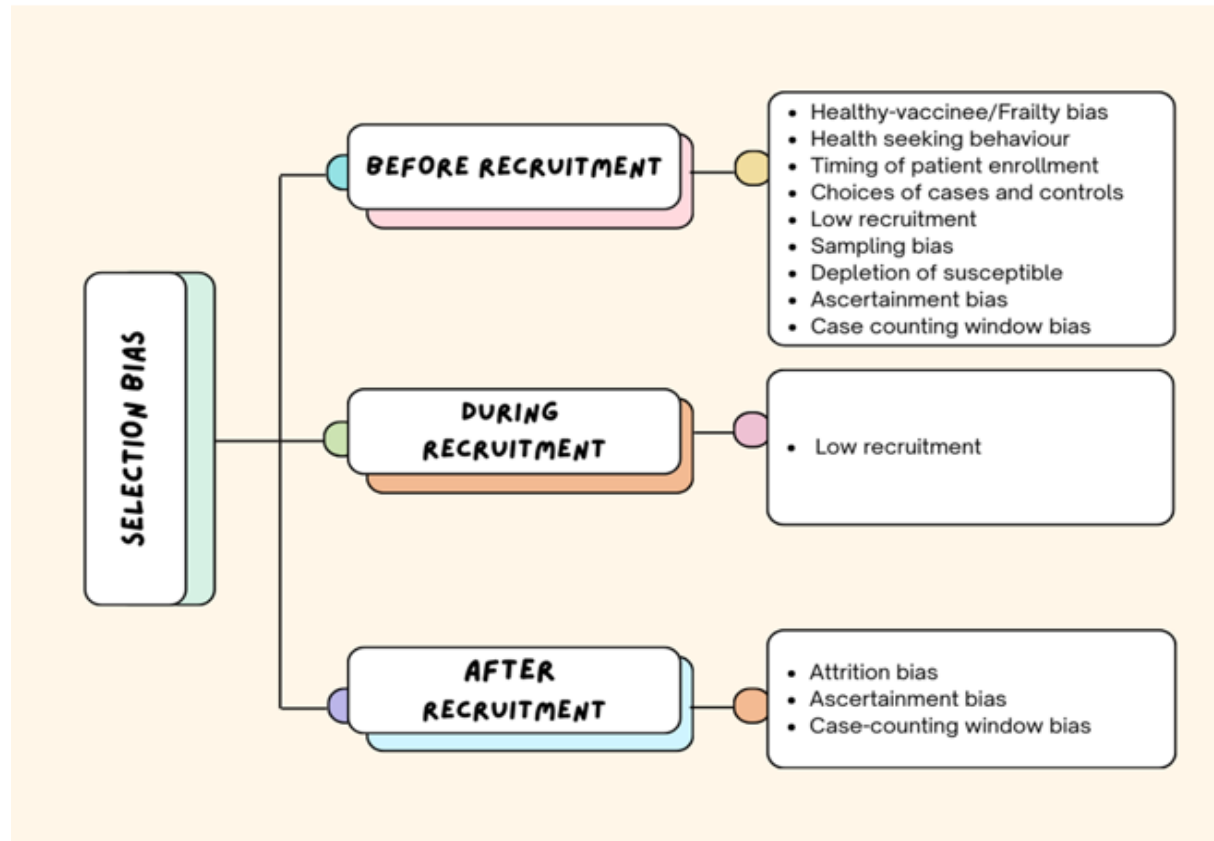 SELECTION BIAS
BEFORE RECRUITMENT
• Healthy-vaccinee/Frailty bias
• Health seeking behaviour
• Timing of patient enrollment
• Choices of cases and controls
• Low recruitment
• Sampling bias
• Depletion of susceptible
• Ascertainment bias
• Case counting window bias
DURING
RECRUITMENT
• Low recruitment
AFTER
RECRUITMENT
• Attrition bias
• Ascertainment bias
• Case-counting window bias